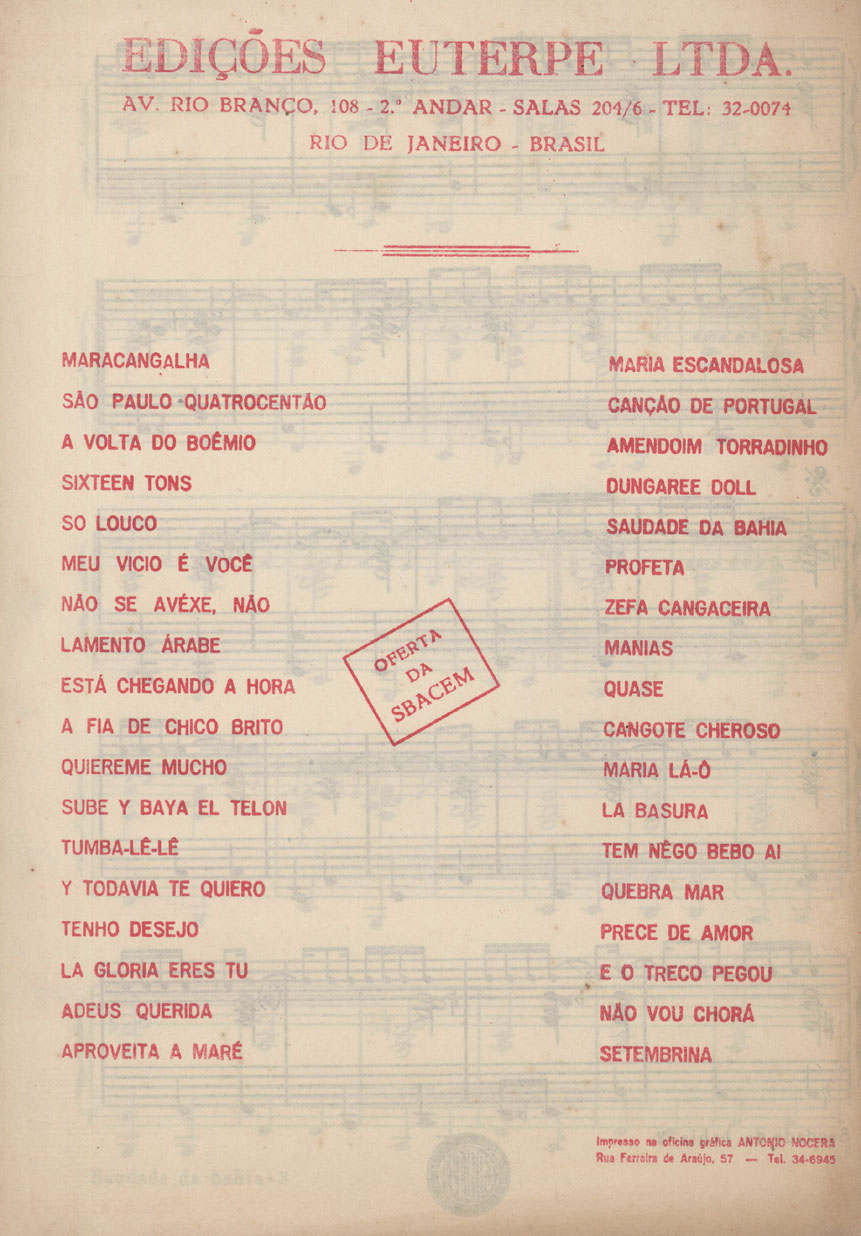 EDIÇÕES EUTERPE LTDA.
AV. RIO BRANÇO, 108 - 2.º ANDAR - SALAS 204/6 - TEL: 32-0074
RIO DE JANEIRO - BRASIL
MARACANGALHA
SÃO PAULO QUATROCENTÃO
A VOLTA DO BOÊMIO
SIXTEEN TONS
SO LOUCO
MEU VICIO É VOCÊ
NÃO SE AVÉXE, NÃO
LAMENTO ÁRABE
ESTÁ CHEGANDO A HORA
A FIA DE CHICO BRITO
QUIEREME MUCHO
SUBE Y BAYA EL TELON
TUMBA-LÊ-LÊ
Y TODAVIA TE QUIERO
TENHO DESEJO
LA GLORIA ERES TU
ADEUS QUERIDA
APROVEITA A MARÉ
OFERTA
DA
SBACEM
MARIA ESCANDALOSA
CANÇÃO DE PORTUGAL
AMENDOIM TORRADINHO
DUNGAREE DOLL
SAUDADE DA BAHIA
PROFETA
ZEFA CANGACEIRA
MANIAS
QUASE
CANGOTE CHEROSO
MARIA LÁ-Ô
LA BASURA
TEM NÊGO BEBO AI
QUEBRA MAR
PRECE DE AMOR
E O TRECO PEGOU
NÃO VOU CHORÁ
SETEMBRINA
Impresso na oficina gráfica ANTONIO NOCERA
Rua Ferreira de Araújo, 57 — Tel. 34-6945
Saudade da bahia-3